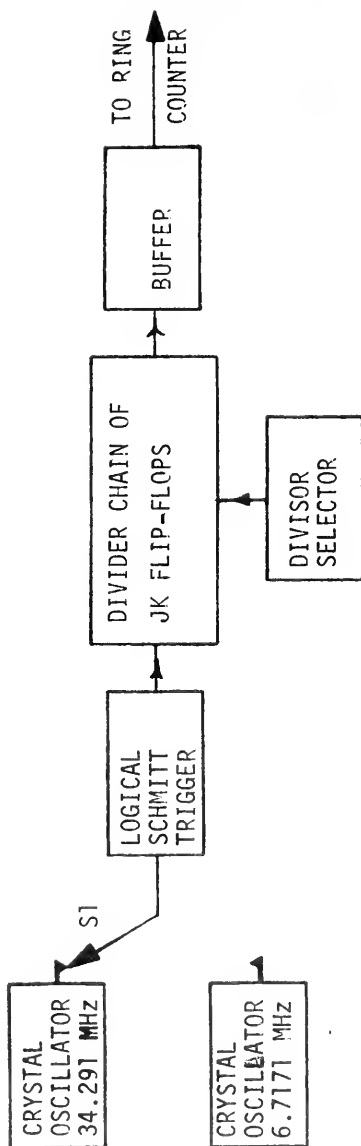 CRYSTAL
OSCILLATOR
34.291 MHz
CRYSTAL
OSCILLATOR
6.7171 MHz
S1
LOGICAL
SCHMITT
TRIGGER
DIVIDER CHAIN OF
JK FLIP-FLOPS
DIVISOR
SELECTOR
BUFFER
TO RING
COUNTER